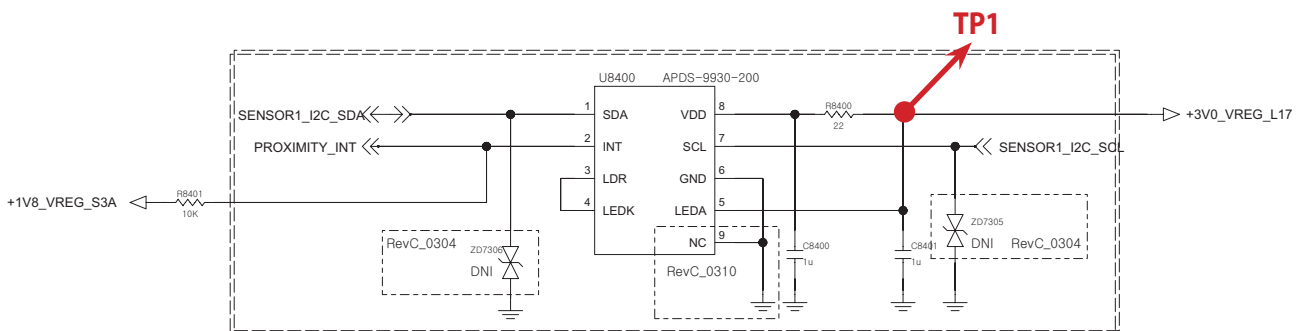 TP1
U8400 APDS-9930-200
SENSOR1_I2C_SDA 1 SDA VDD 8 R8400 22 +3V0_VREG_L17
PROXIMITY_INT 2 INT SCL 7 SENSOR1_I2C_SCL
3 LDR GND 6
+1V8_VREG_S3A R8401 10K 4 LEDK LEDA 5
NC 9
RevC_0304 ZD7306 DNI
RevC_0310
C8400 1u
C8401 1u
ZD7305 DNI RevC_0304